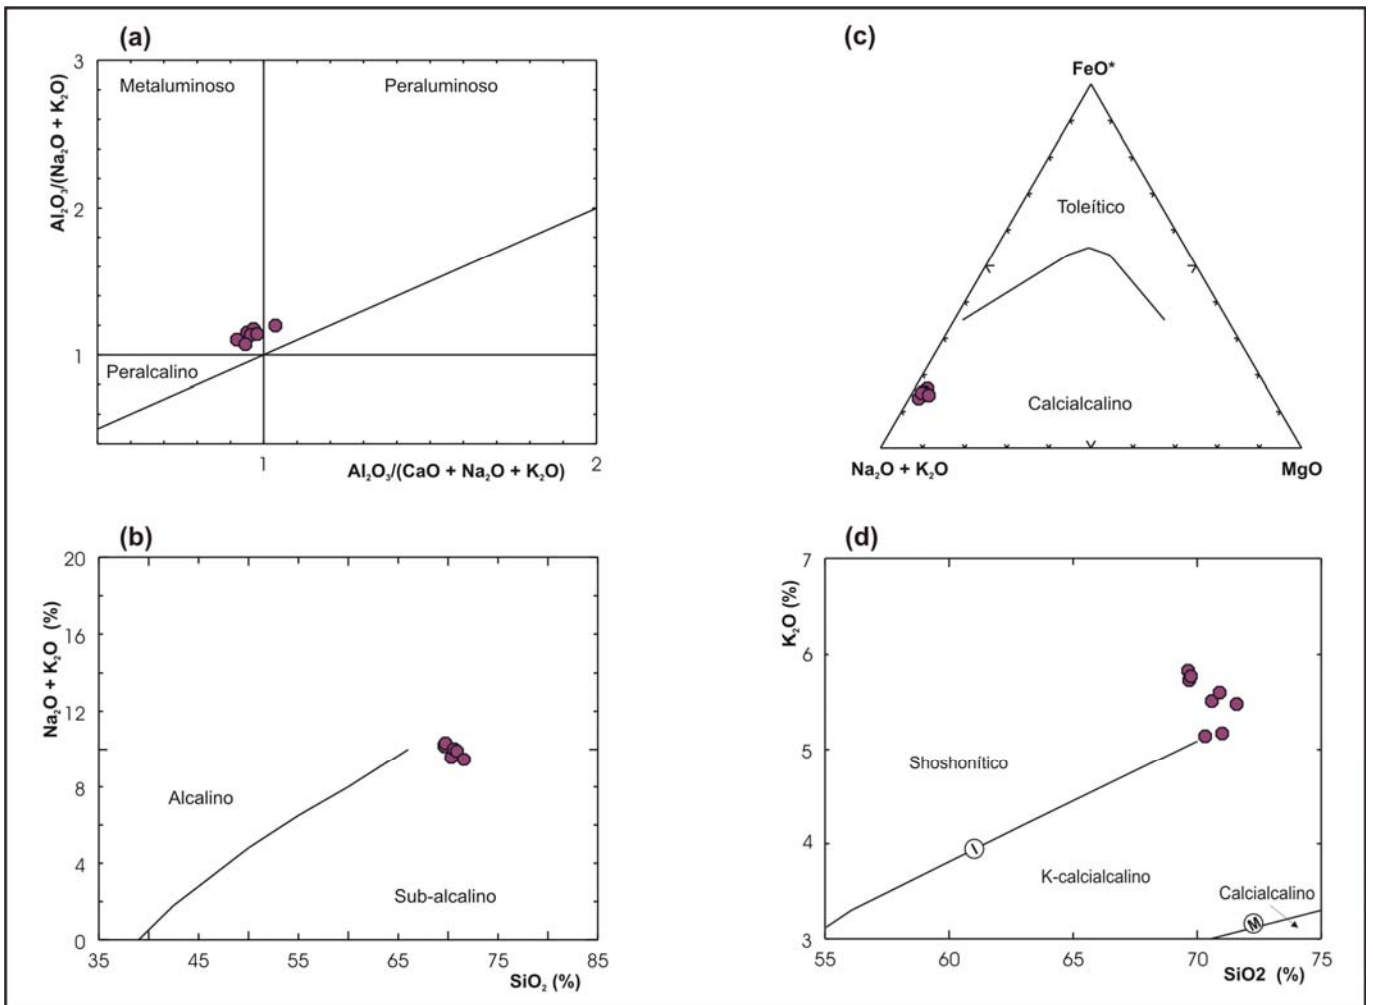 (a)
3
Metaluminoso
Peraluminoso
Al₂O₃/(Na₂O + K₂O)
2
1
Peralcalino
1
2
Al₂O₃/(CaO + Na₂O + K₂O)
(c)
FeO*
Toleítico
Calcialcalino
Na₂O + K₂O
MgO
(b)
20
Na₂O + K₂O (%)
16
12
8
Alcalino
4
Sub-alcalino
0
35
45
55
65
75
85
SiO₂ (%)
(d)
7
K₂O (%)
6
5
Shoshonítico
4
I
K-calcialcalino
Calcialcalino
M
3
55
60
65
70
75
SiO2 (%)